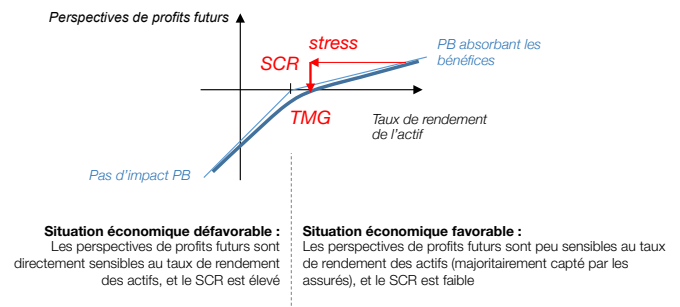 Perspectives de profits futurs
stress
PB absorbant les
bénéfices
SCR
TMG
Taux de rendement
de l'actif
Pas d'impact PB
Situation économique défavorable :
Les perspectives de profits futurs sont
directement sensibles au taux de rendement
des actifs, et le SCR est élevé
Situation économique favorable :
Les perspectives de profits futurs sont peu sensibles au taux
de rendement des actifs (majoritairement capté par les
assurés), et le SCR est faible